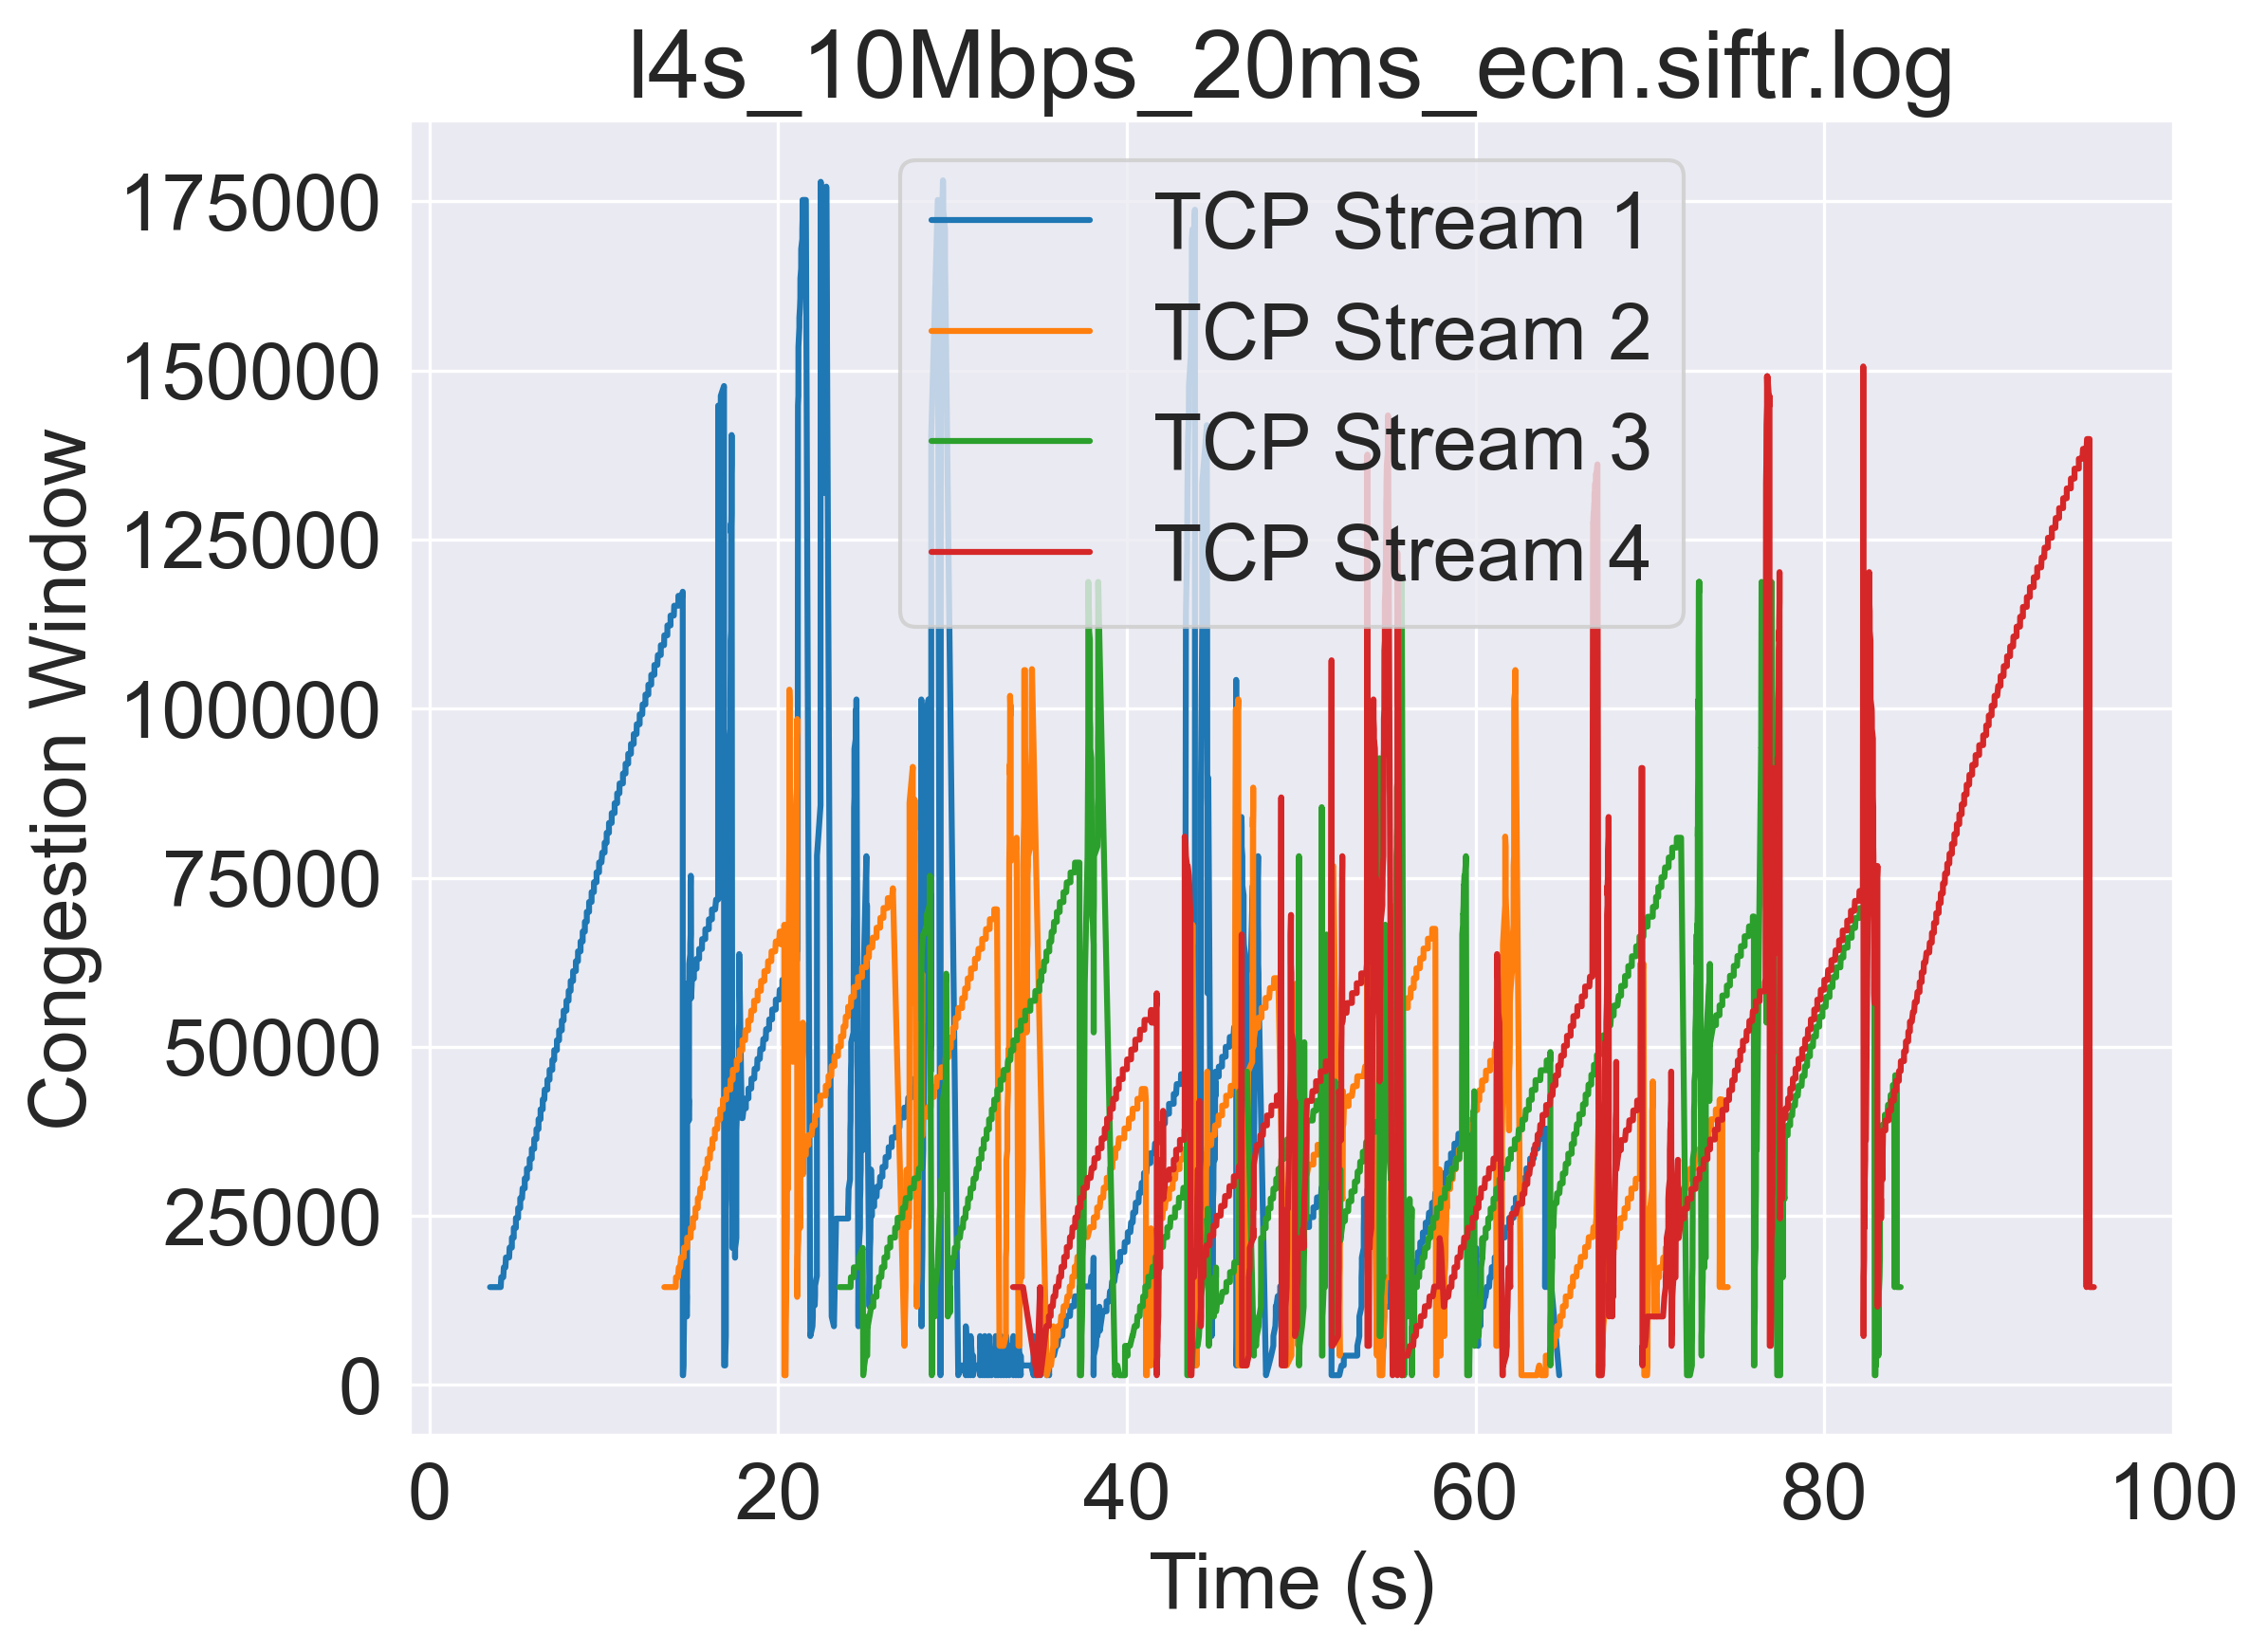 l4s_10Mbps_20ms_ecn.siftr.log
175000
150000
125000
100000
75000
50000
25000
0
Congestion Window
TCP Stream 1
TCP Stream 2
TCP Stream 3
TCP Stream 4
0 20 40 60 80 100
Time (s)